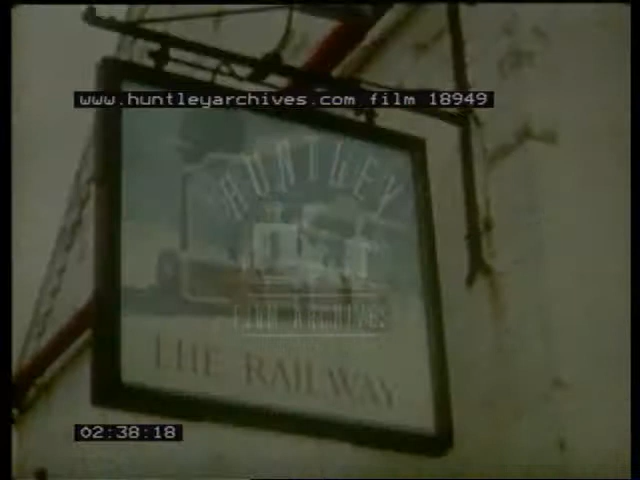 www.huntleyarchives.com film 18949
HUNTLEY
FILM ARCHIVES
THE RAILWAY
02:38:18